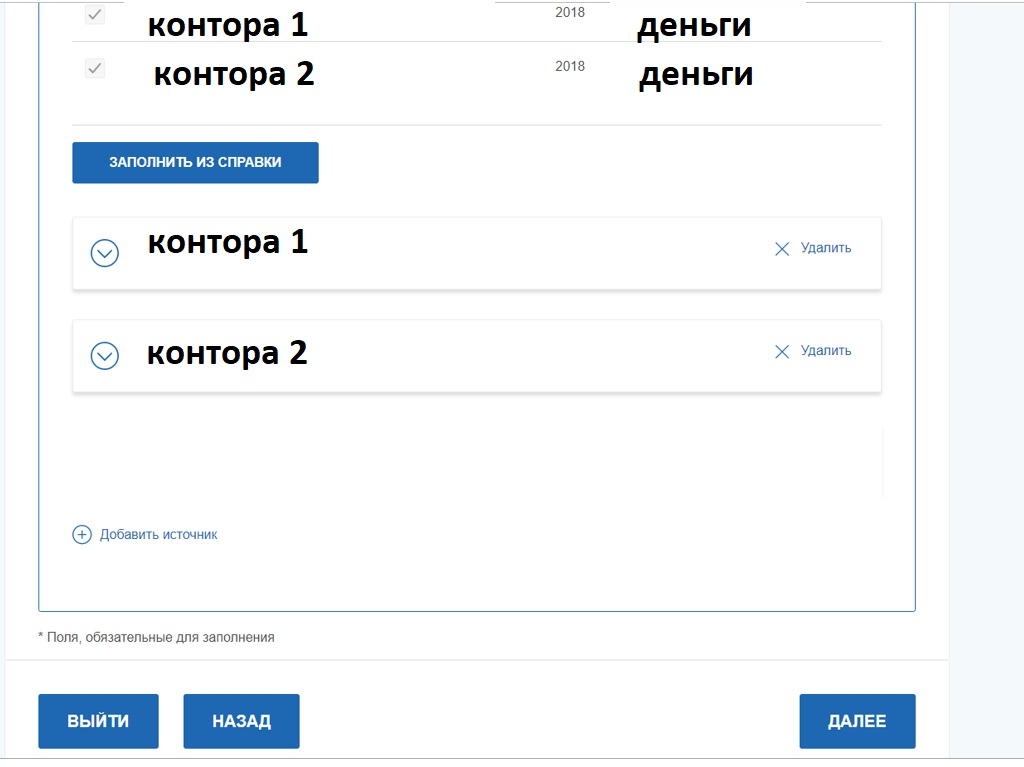 контора 1 2018 деньги
контора 2 2018 деньги
ЗАПОЛНИТЬ ИЗ СПРАВКИ
контора 1 Удалить
контора 2 Удалить
Добавить источник
* Поля, обязательные для заполнения
ВЫЙТИ НАЗАД ДАЛЕЕ